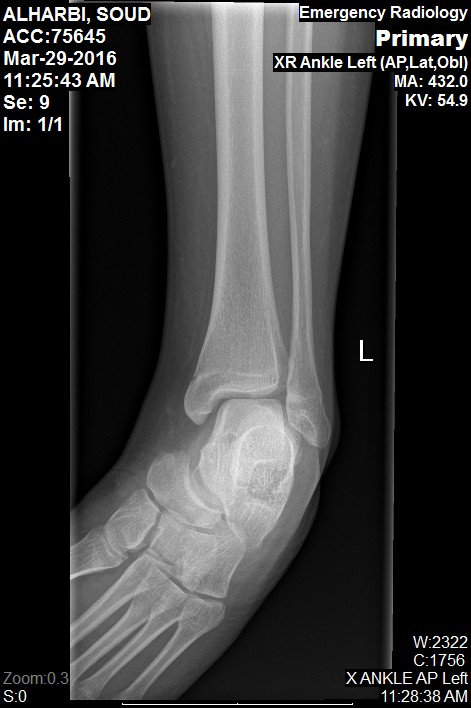 ALHARBI, SOUD
ACC:75645
Mar-29-2016
11:25:43 AM
Se: 9
Im: 1/1
Emergency Radiology
Primary
XR Ankle Left (AP,Lat,Obl)
MA: 432.0
KV: 54.9
L
W:2322
C:1756
Zoom:0.3
S:0
X ANKLE AP Left
11:28:38 AM